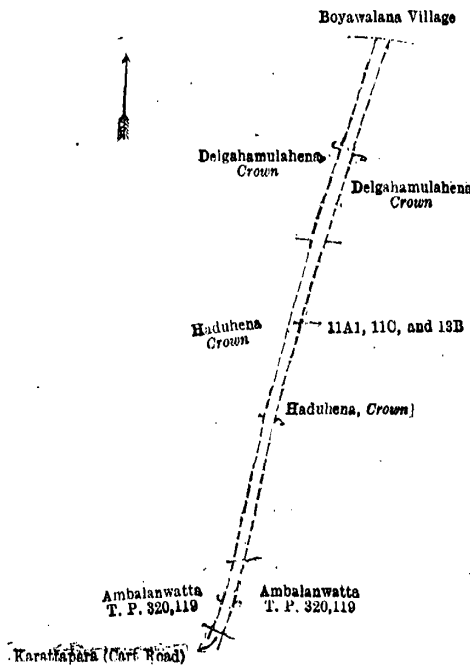 Boyawalana Village
Delgahamulahena
Crown
Delgahamulahena
Crown
Haduhena
Crown
11A1, 11C, and 13B
Haduhena, Crown}
Ambalanwatta
T. P. 320,119
Ambalanwatta
T. P. 320,119
Karattapara (Cart Road)